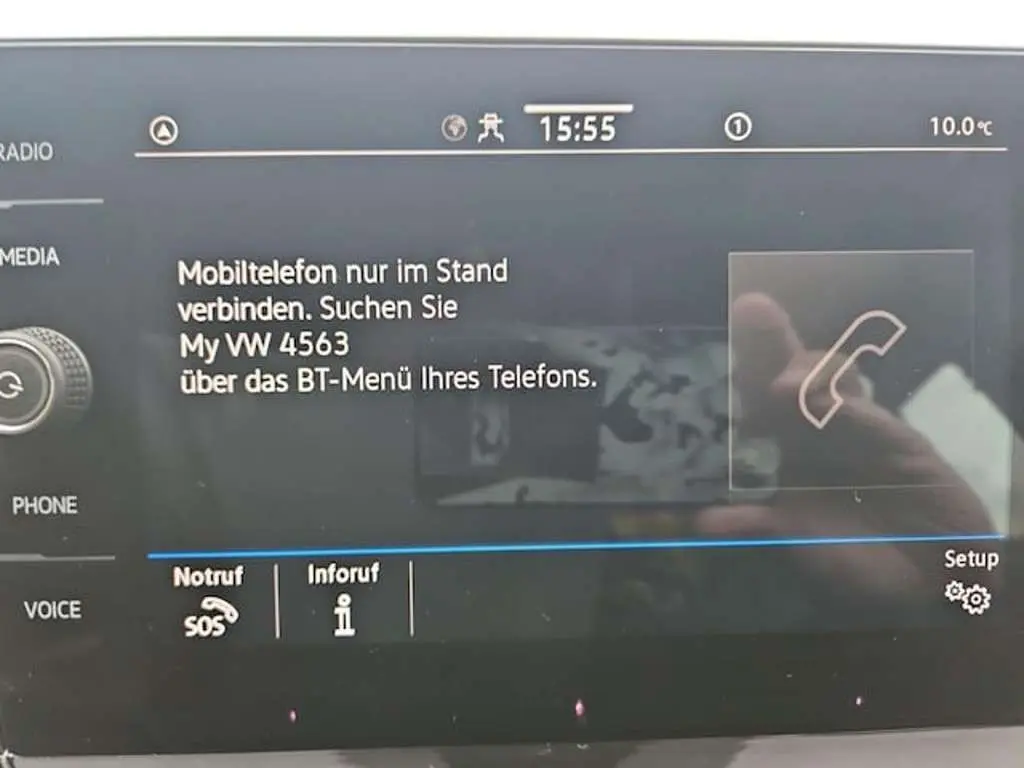 RADIO
15:55
1
10.0°C
MEDIA
Mobiltelefon nur im Stand
verbinden. Suchen Sie
My VW 4563
über das BT-Menü Ihres Telefons.
PHONE
VOICE
Notruf
SOS
Inforuf
Setup